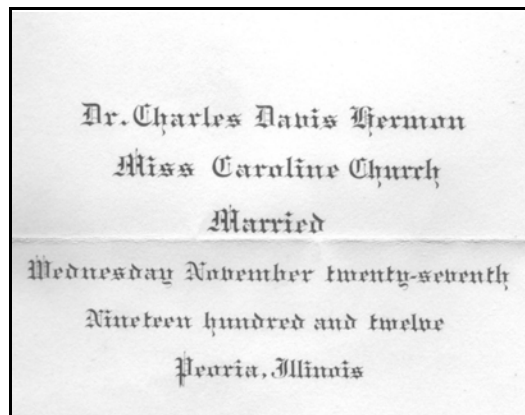 Dr. Charles Davis Hermon
Miss Caroline Church
Married
Wednesday November twenty-seventh
Nineteen hundred and twelve
Peoria, Illinois